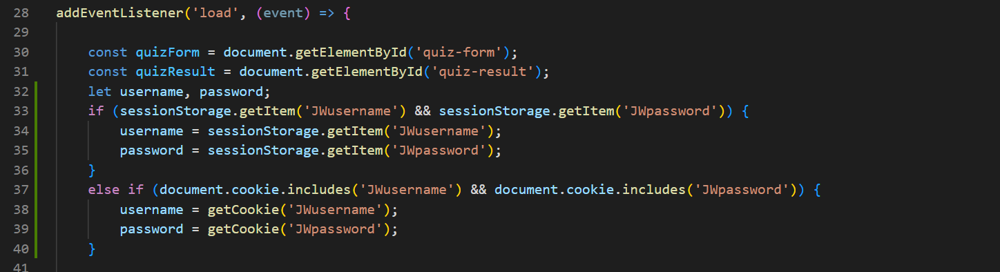 28 addEventListener('load', (event) => {
29
30 const quizForm = document.getElementById('quiz-form');
31 const quizResult = document.getElementById('quiz-result');
32 let username, password;
33 if (sessionStorage.getItem('JWusername') && sessionStorage.getItem('JWpassword')) {
34 username = sessionStorage.getItem('JWusername');
35 password = sessionStorage.getItem('JWpassword');
36 }
37 else if (document.cookie.includes('JWusername') && document.cookie.includes('JWpassword')) {
38 username = getCookie('JWusername');
39 password = getCookie('JWpassword');
40 }
41